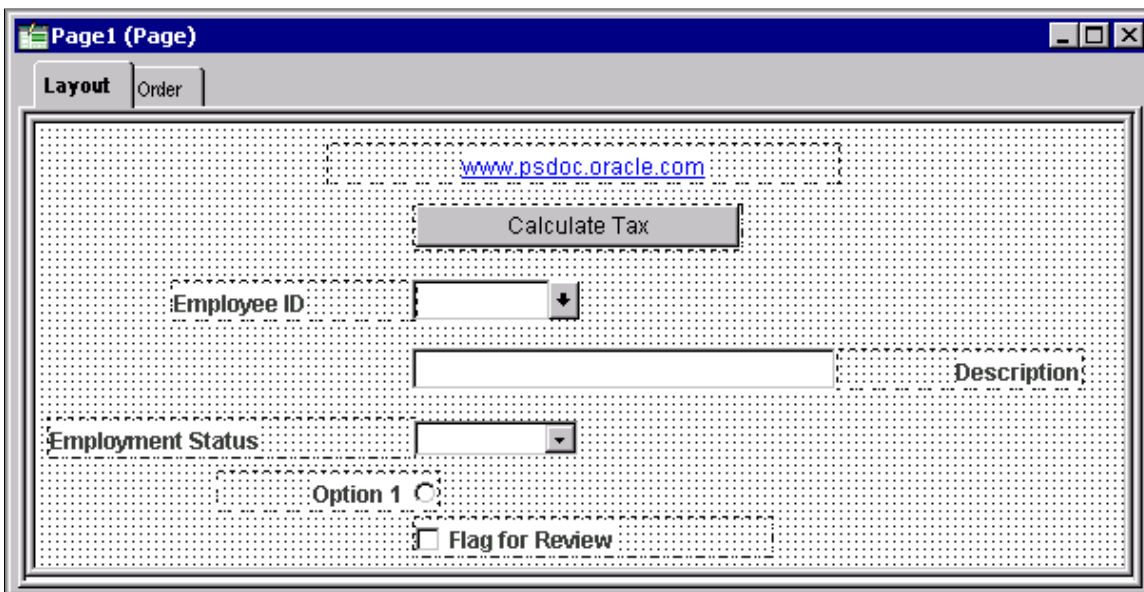 Page1 (Page)
Layout Order
www.psdoc.oracle.com
Calculate Tax
Employee ID
Description
Employment Status
Option 1
Flag for Review